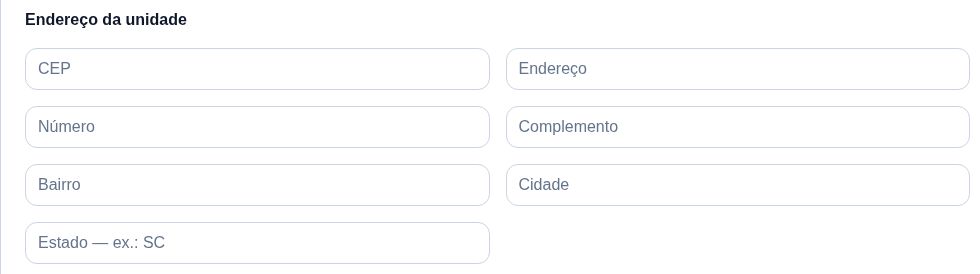 Endereço da unidade
CEP
Endereço
Número
Complemento
Bairro
Cidade
Estado — ex.: SC